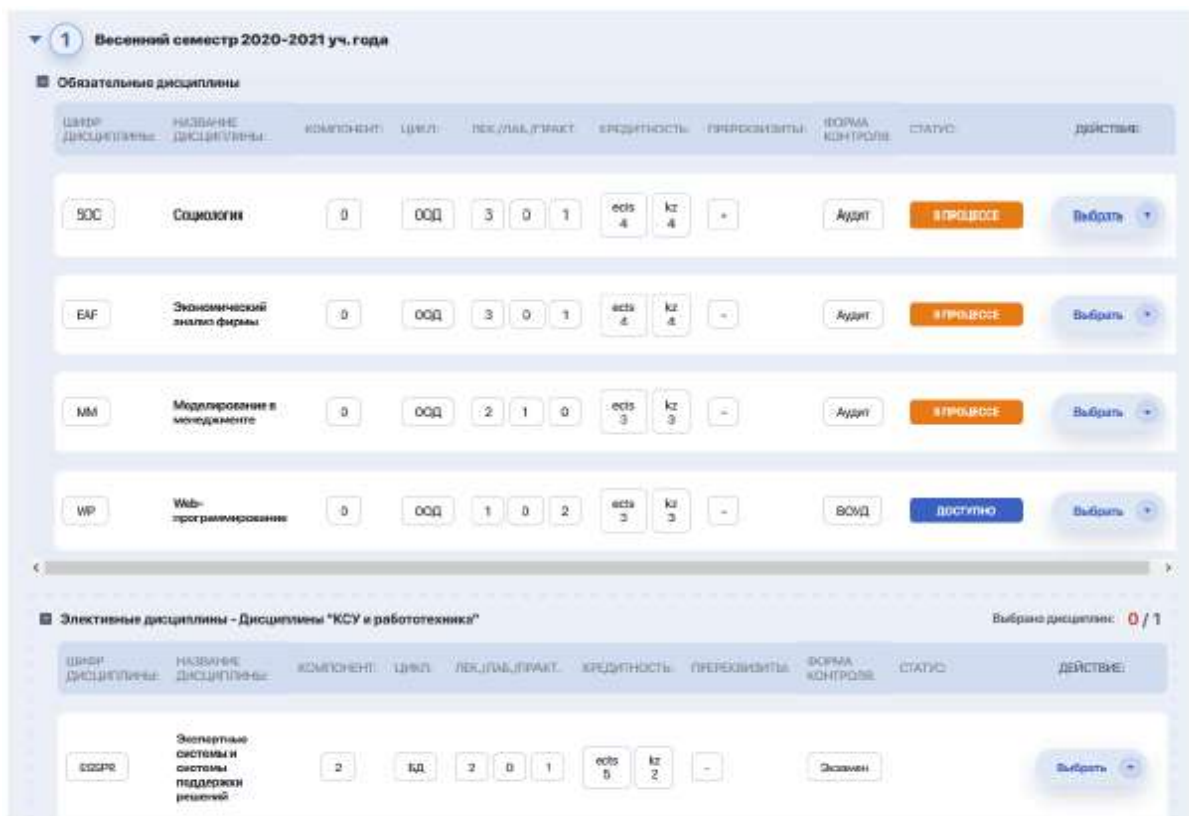 1 Весенний семестр 2020-2021 уч. года
Обязательные дисциплины
ШИФР ДИСЦИПЛИНЫ: НАЗВАНИЕ ДИСЦИПЛИНЫ: КОМПОНЕНТ: ЦИКЛ: ЛЕК./ЛАБ./ПРАКТ. КРЕДИТНОСТЬ: ПРЕРЕКВИЗИТЫ: ФОРМА КОНТРОЛЯ: СТАТУС: ДЕЙСТВИЕ:
SOC Социология 0 ООД 3 0 1 ects 4 kz 4 Аудит В ПРОЦЕССЕ Выбрать
EAF Экономический анализ фирмы 0 ООД 3 0 1 ects 4 kz 4 - Аудит В ПРОЦЕССЕ Выбрать
MM Моделирование в менеджменте 0 ООД 2 1 0 ects 3 kz 3 - Аудит В ПРОЦЕССЕ Выбрать
WP Web-программирование 0 ООД 1 0 2 ects 3 kz 3 - ВОУД ДОСТУПНО Выбрать
Элективные дисциплины - Дисциплины "КСУ и работотехника" Выбрано дисциплин: 0 / 1
ШИФР ДИСЦИПЛИНЫ: НАЗВАНИЕ ДИСЦИПЛИНЫ: КОМПОНЕНТ: ЦИКЛ: ЛЕК./ЛАБ./ПРАКТ. КРЕДИТНОСТЬ: ПРЕРЕКВИЗИТЫ: ФОРМА КОНТРОЛЯ: СТАТУС: ДЕЙСТВИЕ:
Экспертные системы и системы поддержки решений 2 БД 2 0 1 ects 5 kz 2 - Экзамен Выбрать